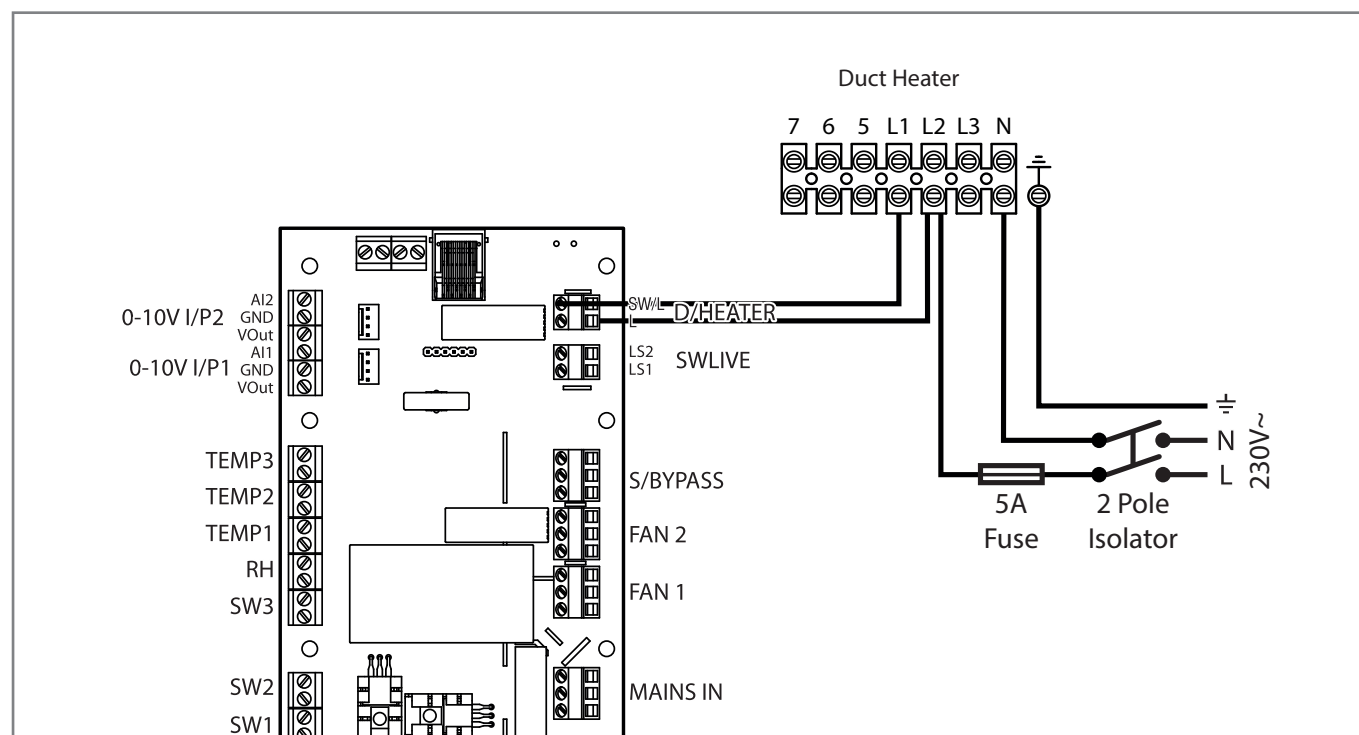 Duct Heater
7 6 5 L1 L2 L3 N
AI2
0-10V I/P2 GND
VOut
AI1
0-10V I/P1 GND
VOut
SW/L
D/HEATER
L
LS2
SWLIVE
LS1
TEMP3
TEMP2
TEMP1
RH
SW3
SW2
SW1
S/BYPASS
FAN 2
FAN 1
MAINS IN
N
L
230V~
5A
Fuse
2 Pole
Isolator